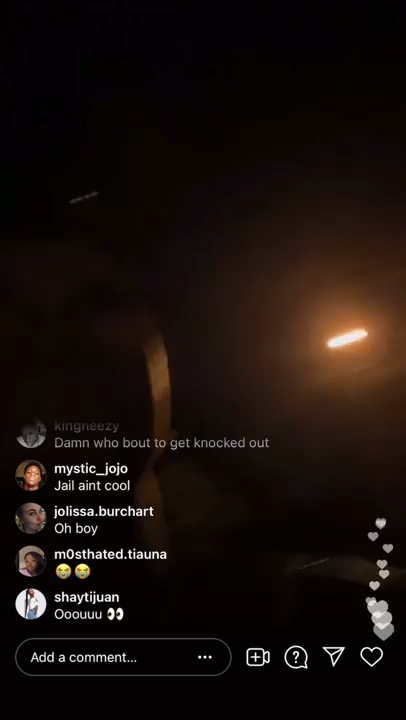 kingneezy
Damn who bout to get knocked out
mystic_jojo
Jail aint cool
jolissa.burchart
Oh boy
m0sthated.tiauna
😭😭
shaytijuan
Ooouuu 👀
Add a comment...